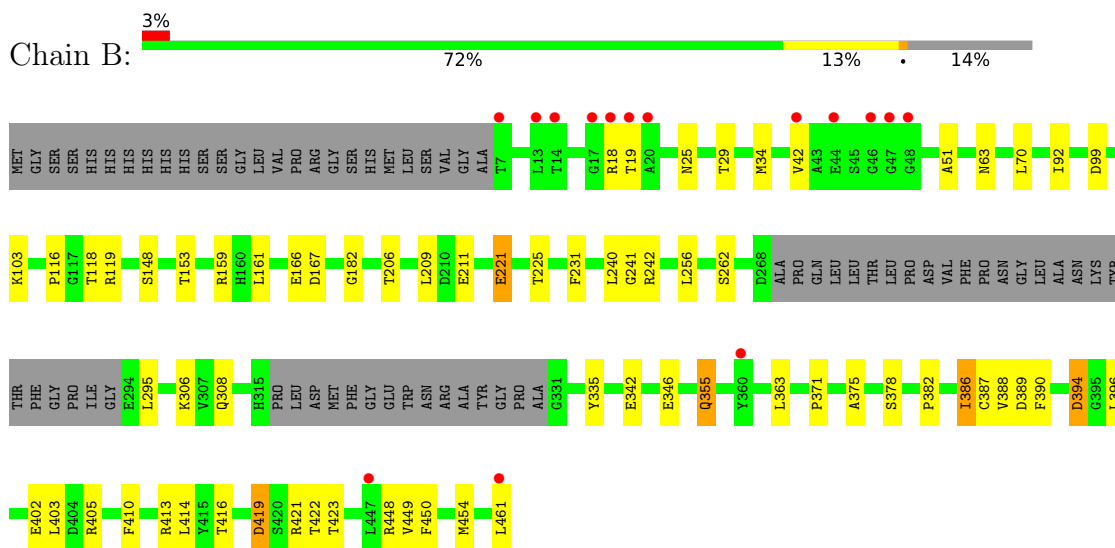 3%
Chain B:
72% 13% • 14%
MET GLY SER SER HIS HIS HIS HIS HIS HIS SER SER GLY LEU VAL PRO ARG GLY SER HIS MET LEU SER VAL GLY ALA T7 L13 T14 G17 R18 T19 A20 N25 T29 M34 V42 A43 E44 S45 G46 G47 G48 A51 N63 L70 I92 D99
K103 P116 G117 T118 R119 S148 T153 R159 H160 L161 E166 D167 G182 T206 L209 D210 E211 E221 T225 F231 L240 G241 R242 L256 S262 D268 ALA PRO GLN LEU LEU THR LEU PRO ASP VAL PHE PRO ASN GLY LEU ALA ASN LYS TYR
THR PHE GLY PRO ILE GLY E294 L295 K306 V307 Q308 H315 PRO LEU ASP MET PHE GLY GLU TRP ASN ARG ALA TYR GLY PRO ALA G331 Y335 E342 E346 Q355 Y360 L363 P371 A375 S378 P382 I386 C387 V388 D389 F390 D394 G395 L396
E402 L403 D404 R405 F410 R413 L414 Y415 T416 D419 S420 R421 T422 T423 L447 R448 V449 F450 M454 L461